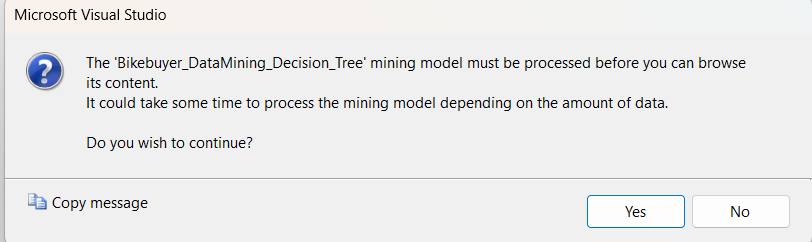 Microsoft Visual Studio
The 'Bikebuyer_DataMining_Decision_Tree' mining model must be processed before you can browse
its content.
It could take some time to process the mining model depending on the amount of data.
Do you wish to continue?
Copy message
Yes
No